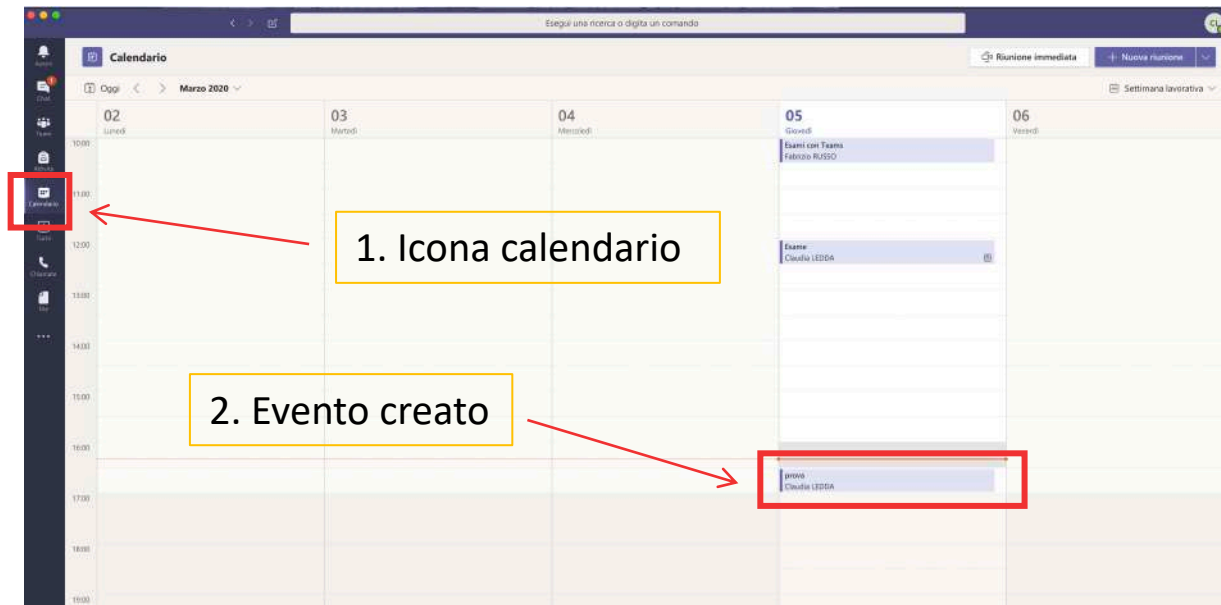 Esegui una ricerca o digita un comando
CL
Calendario
Riunione immediata
+ Nuova riunione
Oggi
Marzo 2020
Settimana lavorativa
02
Lunedì
03
Martedì
04
Mercoledì
05
Giovedì
06
Venerdì
Chat
Team
Attività
Calendario
Chiamate
File
10:00
11:00
12:00
13:00
14:00
15:00
16:00
17:00
18:00
19:00
Esami con Teams
Fabrizio RUSSO
Esame
Claudia LEDDA
prova
Claudia LEDDA
1. Icona calendario
2. Evento creato